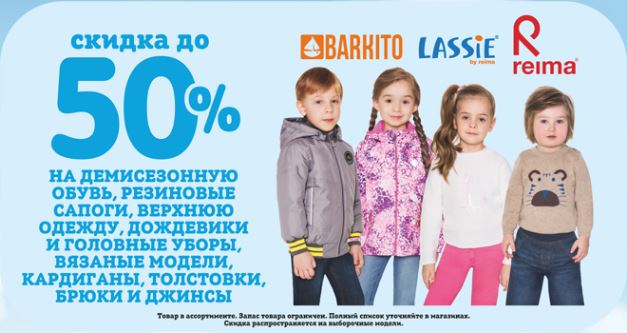 скидка до
50%
НА ДЕМИСЕЗОННУЮ
ОБУВЬ, РЕЗИНОВЫЕ
САПОГИ, ВЕРХНЮЮ
ОДЕЖДУ, ДОЖДЕВИКИ
И ГОЛОВНЫЕ УБОРЫ,
ВЯЗАНЫЕ МОДЕЛИ,
КАРДИГАНЫ, ТОЛСТОВКИ,
БРЮКИ И ДЖИНСЫ
BARKITO
LASSIE®
by reima
reima®
Товар в ассортименте. Запас товара ограничен. Полный список уточняйте в магазинах.
Скидка распространяется на выборочные модели.